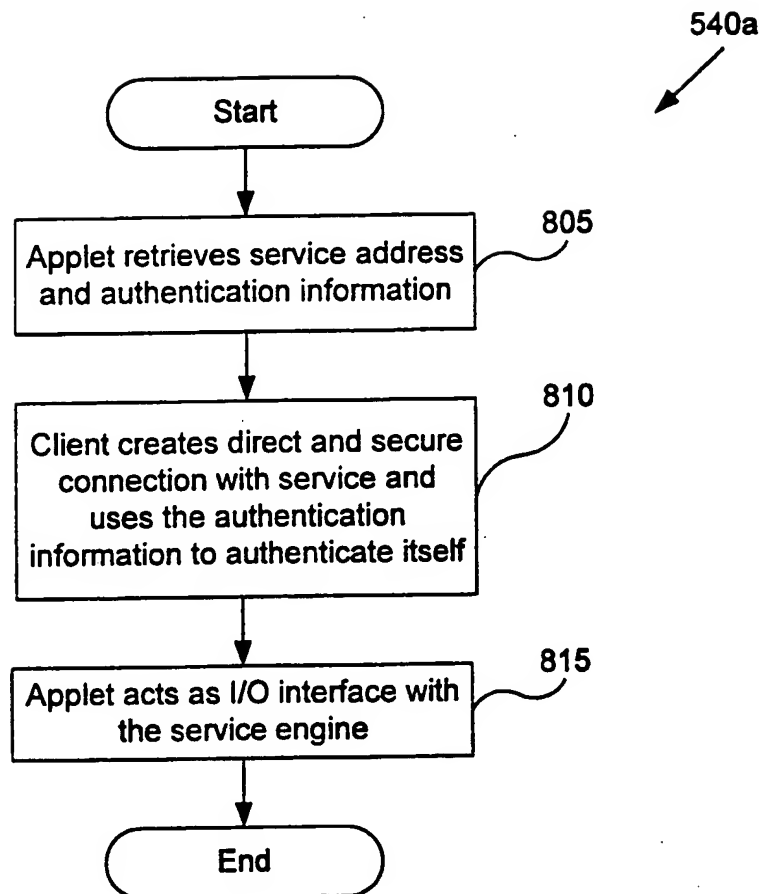 540a
Start
805
Applet retrieves service address
and authentication information
810
Client creates direct and secure
connection with service and
uses the authentication
information to authenticate itself
815
Applet acts as I/O interface with
the service engine
End